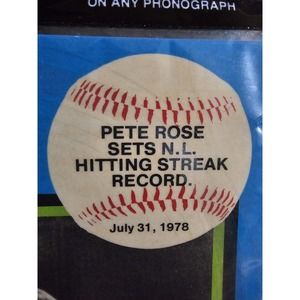 ON ANY PHONOGRAPH
PETE ROSE
SETS N.L.
HITTING STREAK
RECORD.
July 31, 1978